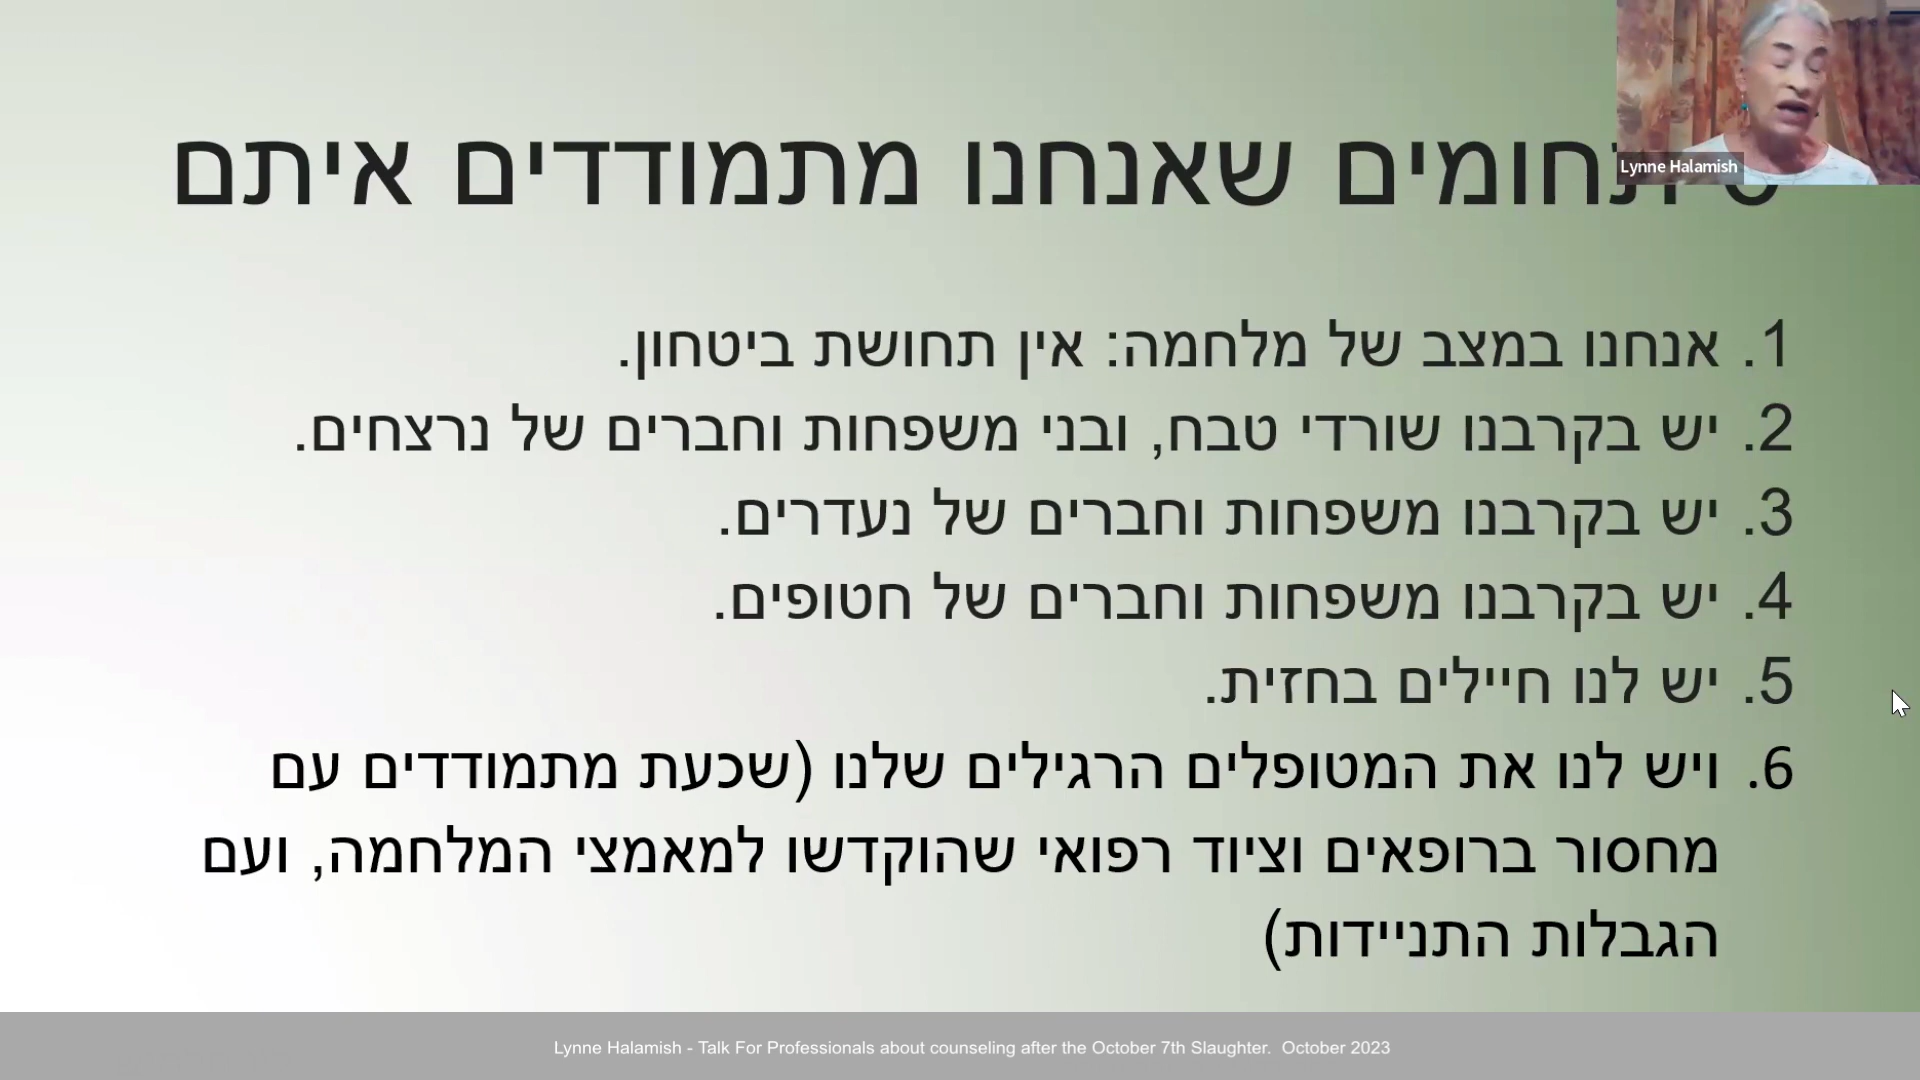 תחומים שאנחנו מתמודדים איתם
Lynne Halamish
1. אנחנו במצב של מלחמה: אין תחושת ביטחון.
2. יש בקרבנו שורדי טבח, ובני משפחות וחברים של נרצחים.
3. יש בקרבנו משפחות וחברים של נעדרים.
4. יש בקרבנו משפחות וחברים של חטופים.
5. יש לנו חיילים בחזית.
6. ויש לנו את המטופלים הרגילים שלנו (שכעת מתמודדים עם
מחסור ברופאים וציוד רפואי שהוקדשו למאמצי המלחמה, ועם
הגבלות התניידות)
Lynne Halamish - Talk For Professionals about counseling after the October 7th Slaughter. October 2023